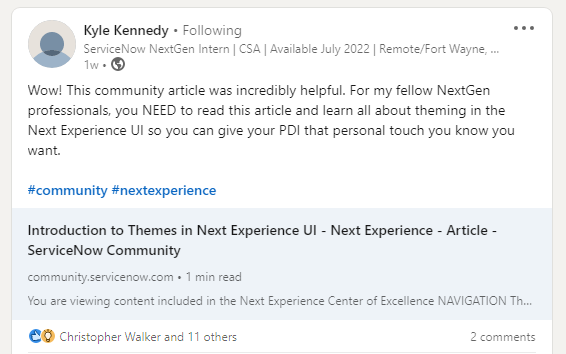 Kyle Kennedy • Following
ServiceNow NextGen Intern | CSA | Available July 2022 | Remote/Fort Wayne, ...
1w •
Wow! This community article was incredibly helpful. For my fellow NextGen
professionals, you NEED to read this article and learn all about theming in the
Next Experience UI so you can give your PDI that personal touch you know you
want.
#community #nextexperience
Introduction to Themes in Next Experience UI - Next Experience - Article -
ServiceNow Community
community.servicenow.com • 1 min read
You are viewing content included in the Next Experience Center of Excellence NAVIGATION Th...
Christopher Walker and 11 others
2 comments